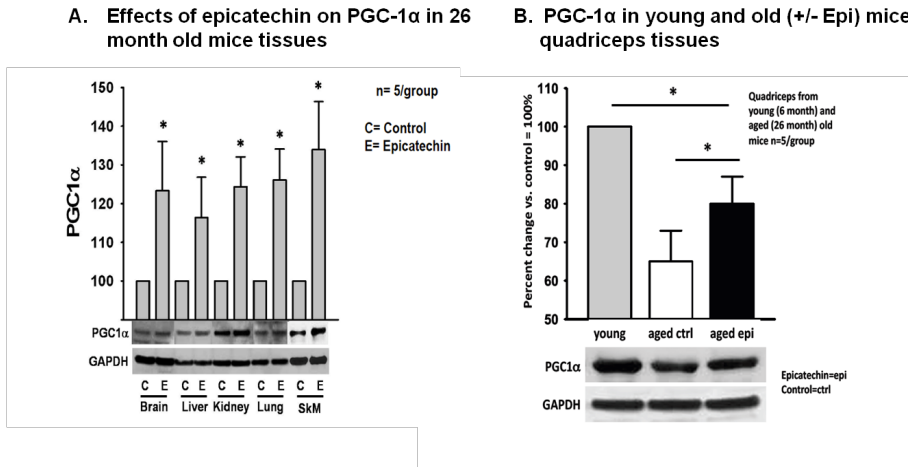 A. Effects of epicatechin on PGC-1α in 26
month old mice tissues
150
140
130
120
110
100
PGC1α
* * * * *
n= 5/group
C= Control
E= Epicatechin
PGC1α
GAPDH
C E C E C E C E C E
Brain Liver Kidney Lung SkM
B. PGC-1α in young and old (+/- Epi) mice
quadriceps tissues
Percent change vs. control = 100%
110
100
90
80
70
60
50
*
*
Quadriceps from
young (6 month) and
aged (26 month) old
mice n=5/group
young aged ctrl aged epi
PGC1α
GAPDH
Epicatechin=epi
Control=ctrl